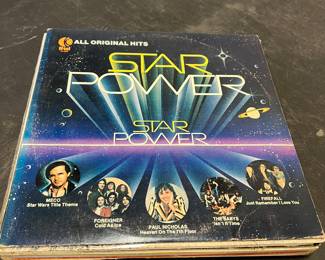 K-tel
ALL ORIGINAL HITS
STAR
POWER
STAR
POWER
MECO
Star Wars Title Theme
FOREIGNER
Cold As Ice
PAUL NICHOLAS
Heaven On The 7th Floor
THE BABYS
Isn't It Time
FIREFALL
Just Remember I Love You